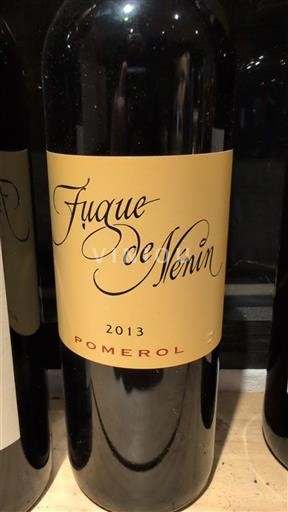 Fugue
de Nenin
2013
POMEROL